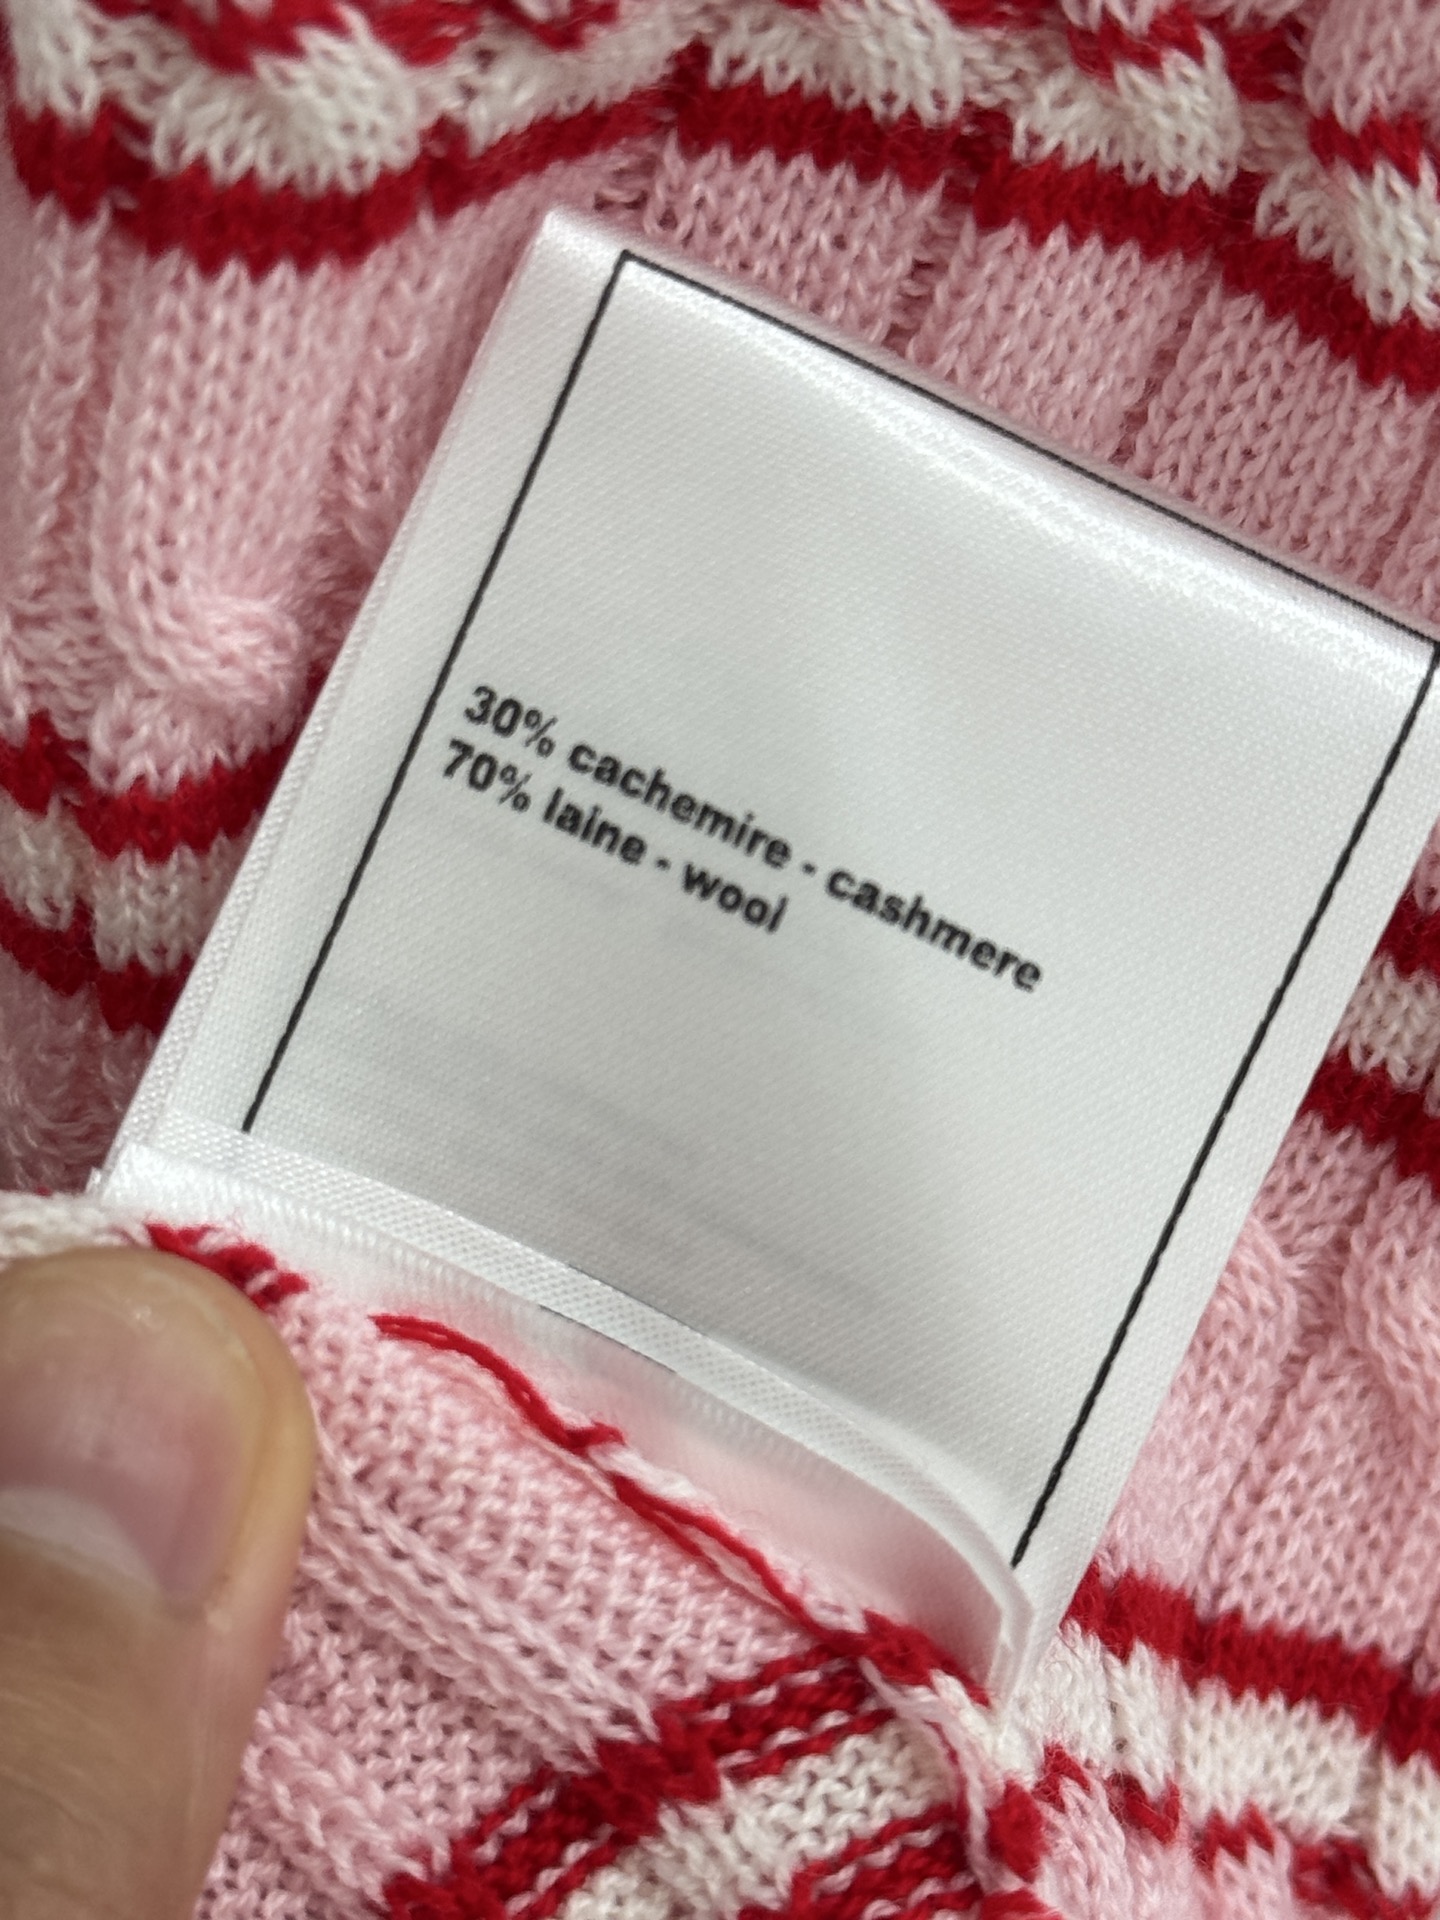 30% cachemire - cashmere
70% laine - wool